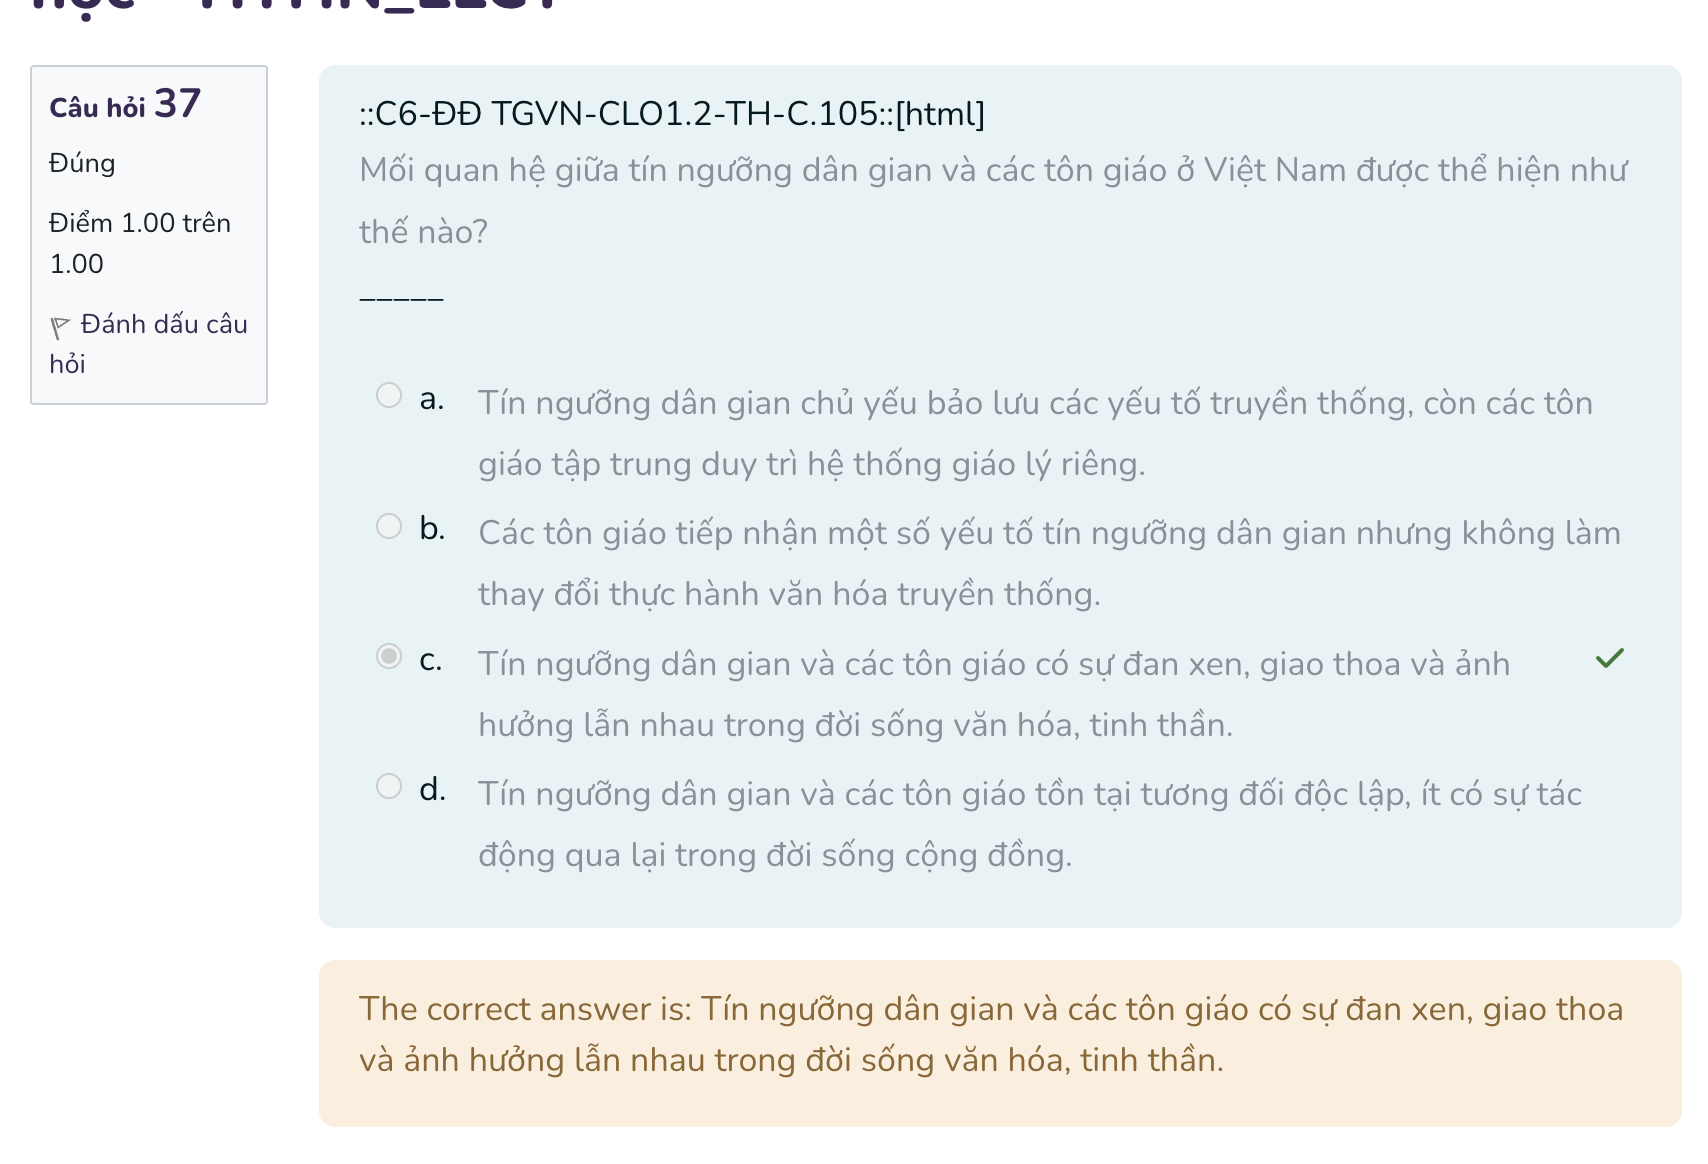 Câu hỏi 37
Đúng
Điểm 1.00 trên
1.00
Đánh dấu câu
hỏi
::C6-ĐĐ TGVN-CLO1.2-TH-C.105::[html]
Mối quan hệ giữa tín ngưỡng dân gian và các tôn giáo ở Việt Nam được thể hiện như
thế nào?
_____
a. Tín ngưỡng dân gian chủ yếu bảo lưu các yếu tố truyền thống, còn các tôn
giáo tập trung duy trì hệ thống giáo lý riêng.
b. Các tôn giáo tiếp nhận một số yếu tố tín ngưỡng dân gian nhưng không làm
thay đổi thực hành văn hóa truyền thống.
c. Tín ngưỡng dân gian và các tôn giáo có sự đan xen, giao thoa và ảnh
hưởng lẫn nhau trong đời sống văn hóa, tinh thần.
d. Tín ngưỡng dân gian và các tôn giáo tồn tại tương đối độc lập, ít có sự tác
động qua lại trong đời sống cộng đồng.
The correct answer is: Tín ngưỡng dân gian và các tôn giáo có sự đan xen, giao thoa
và ảnh hưởng lẫn nhau trong đời sống văn hóa, tinh thần.